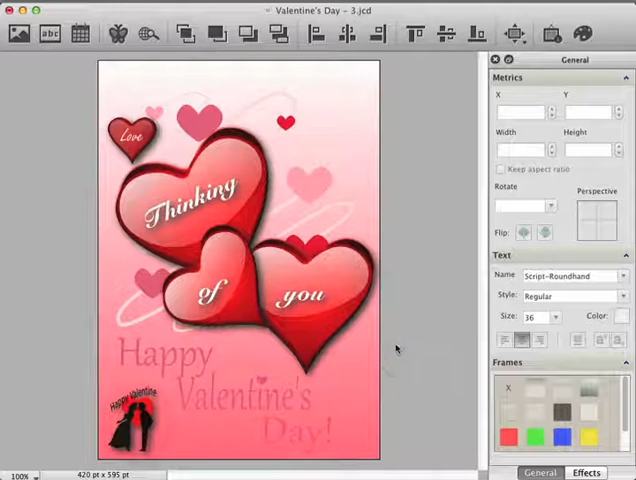 Valentine's Day - 3.jcd
abc
General
Metrics
X Y
Width Height
Keep aspect ratio
Rotate
Perspective
Flip:
Text
Name Script-Roundhand
Style: Regular
Size: 36 Color:
Frames
X
General Effects
Love
Thinking
of you
Happy
Valentine's
Day!
Happy Valentine
100% 420 pt x 595 pt